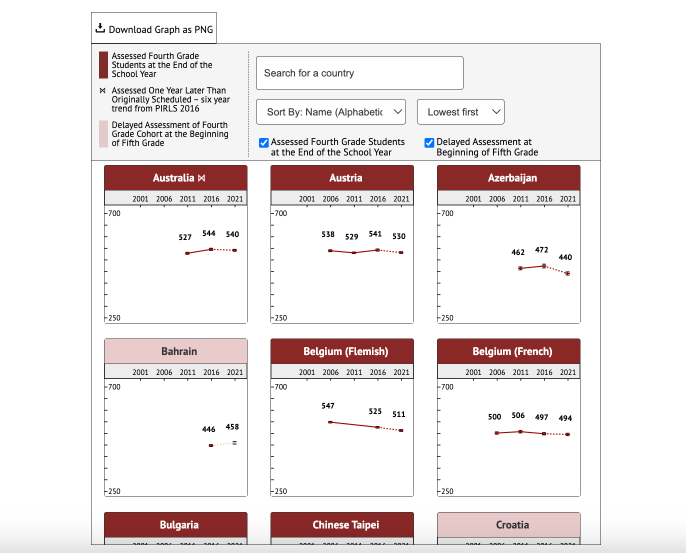 Download Graph as PNG
Assessed Fourth Grade
Students at the End of the
School Year
Assessed One Year Later Than
Originally Scheduled – six year
trend from PIRLS 2016
Delayed Assessment of Fourth
Grade Cohort at the Beginning
of Fifth Grade
Search for a country
Sort By: Name (Alphabetic
Lowest first
Assessed Fourth Grade Students
at the End of the School Year
Delayed Assessment at
Beginning of Fifth Grade
Australia ⋈
2001 2006 2011 2016 2021
700
527 544 540
250
Austria
2001 2006 2011 2016 2021
700
538 529 541 530
250
Azerbaijan
2001 2006 2011 2016 2021
700
462 472 440
250
Bahrain
2001 2006 2011 2016 2021
700
446 458
250
Belgium (Flemish)
2001 2006 2011 2016 2021
700
547 525 511
250
Belgium (French)
2001 2006 2011 2016 2021
700
500 506 497 494
250
Bulgaria
Chinese Taipei
Croatia